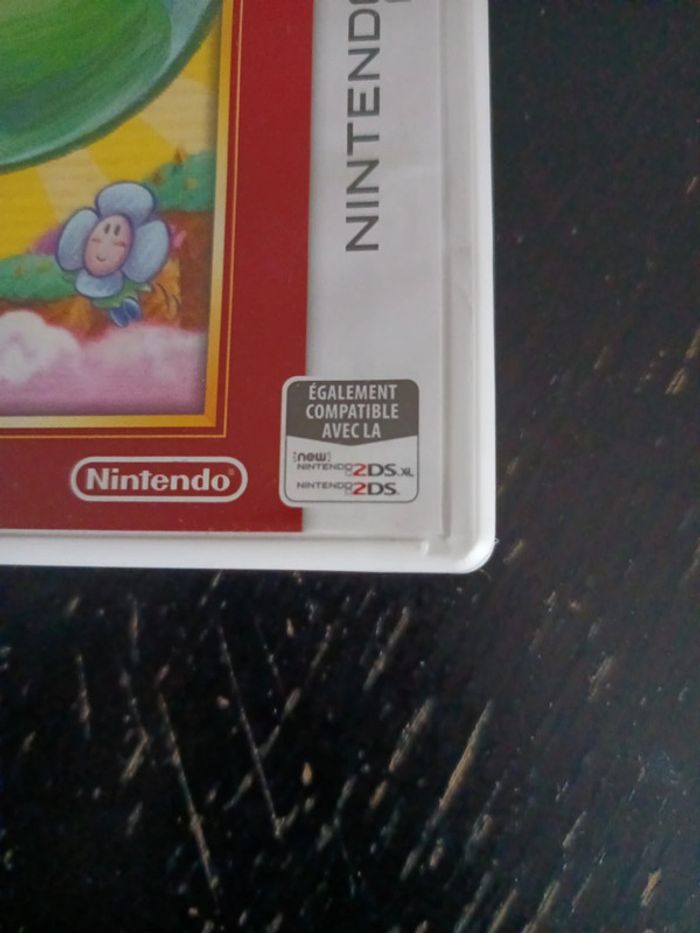 NINTENDO
ÉGALEMENT
COMPATIBLE
AVEC LA
new
NINTENDO 2DS XL
NINTENDO 2DS
Nintendo